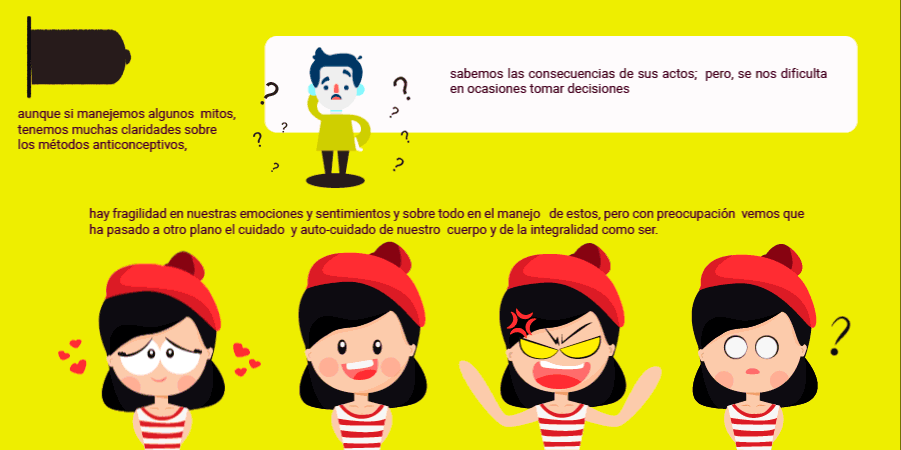 aunque si manejemos algunos mitos,
tenemos muchas claridades sobre
los métodos anticonceptivos,
sabemos las consecuencias de sus actos; pero, se nos dificulta
en ocasiones tomar decisiones
? ? ? ? ? ? ? ?
hay fragilidad en nuestras emociones y sentimientos y sobre todo en el manejo de estos, pero con preocupación vemos que
ha pasado a otro plano el cuidado y auto-cuidado de nuestro cuerpo y de la integralidad como ser.
?